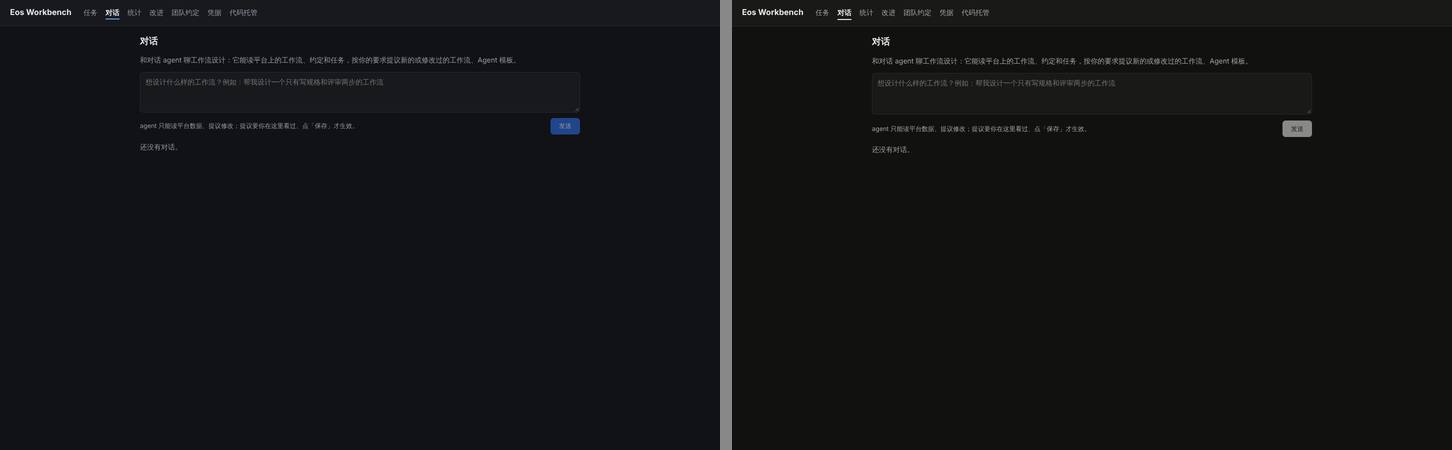 Eos Workbench 任务 对话 统计 改进 团队约定 凭据 代码托管
对话
和对话 agent 聊工作流设计：它能读平台上的工作流、约定和任务，按你的要求提议新的或修改过的工作流、Agent 模板。
想设计什么样的工作流？例如：帮我设计一个只有写规格和评审两步的工作流
agent 只能读平台数据、提议修改；提议要你在这里看过、点「保存」才生效。 发送
还没有对话。
Eos Workbench 任务 对话 统计 改进 团队约定 凭据 代码托管
对话
和对话 agent 聊工作流设计：它能读平台上的工作流、约定和任务，按你的要求提议新的或修改过的工作流、Agent 模板。
想设计什么样的工作流？例如：帮我设计一个只有写规格和评审两步的工作流
agent 只能读平台数据、提议修改；提议要你在这里看过、点「保存」才生效。 发送
还没有对话。